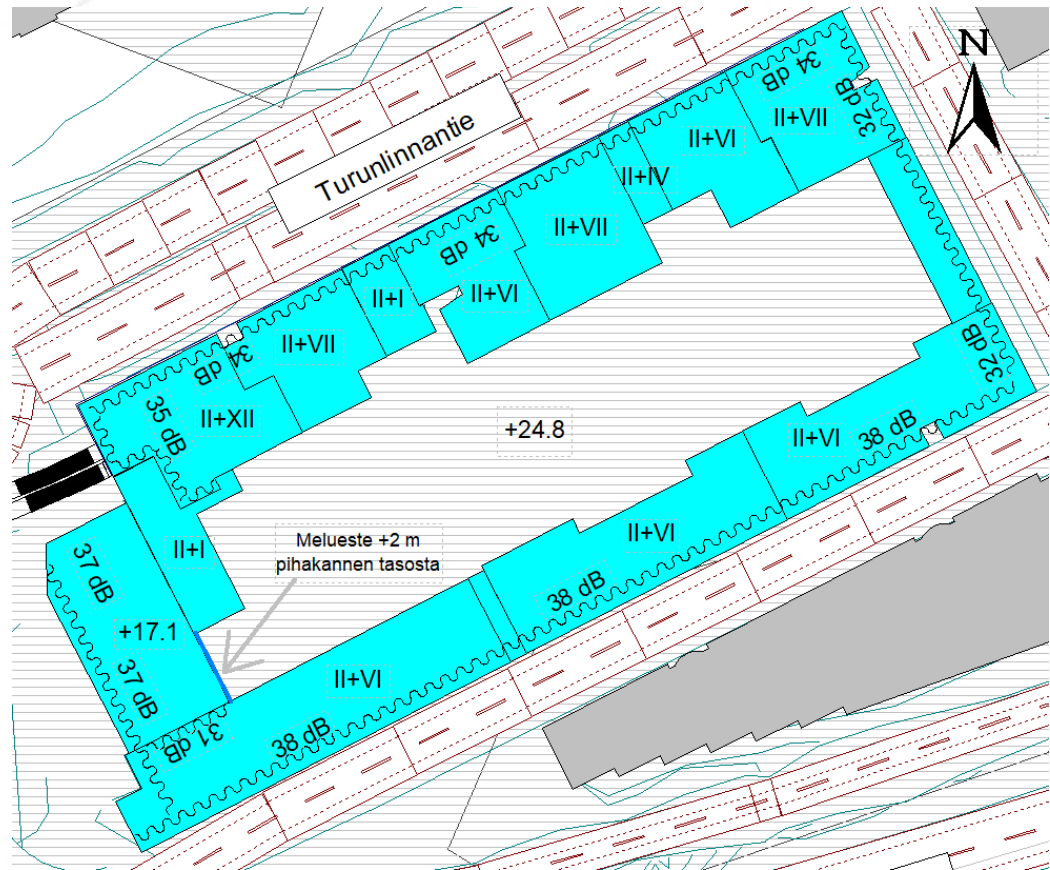 N
34 dB
32 dB
II+VII
II+VI
Turunlinnantie
II+IV
II+VII
34 dB
II+I
II+VI
II+VII
34 dB
32 dB
35 dB
II+XII
+24.8
II+VI
38 dB
II+VI
Melueste +2 m
pihakannen tasosta
II+I
37 dB
38 dB
+17.1
II+VI
37 dB
31 dB
38 dB